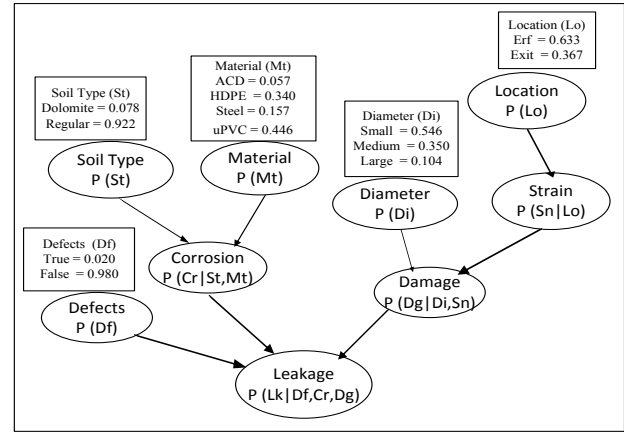 Location (Lo)
Erf = 0.633
Exit = 0.367
Material (Mt)
ACD = 0.057
HDPE = 0.340
Steel = 0.157
uPVC = 0.446
Soil Type (St)
Dolomite = 0.078
Regular = 0.922
Diameter (Di)
Small = 0.546
Medium = 0.350
Large = 0.104
Location
P (Lo)
Soil Type
P (St)
Material
P (Mt)
Diameter
P (Di)
Strain
P (Sn|Lo)
Defects (Df)
True = 0.020
False = 0.980
Corrosion
P (Cr|St,Mt)
Damage
P (Dg|Di,Sn)
Defects
P (Df)
Leakage
P (Lk|Df,Cr,Dg)